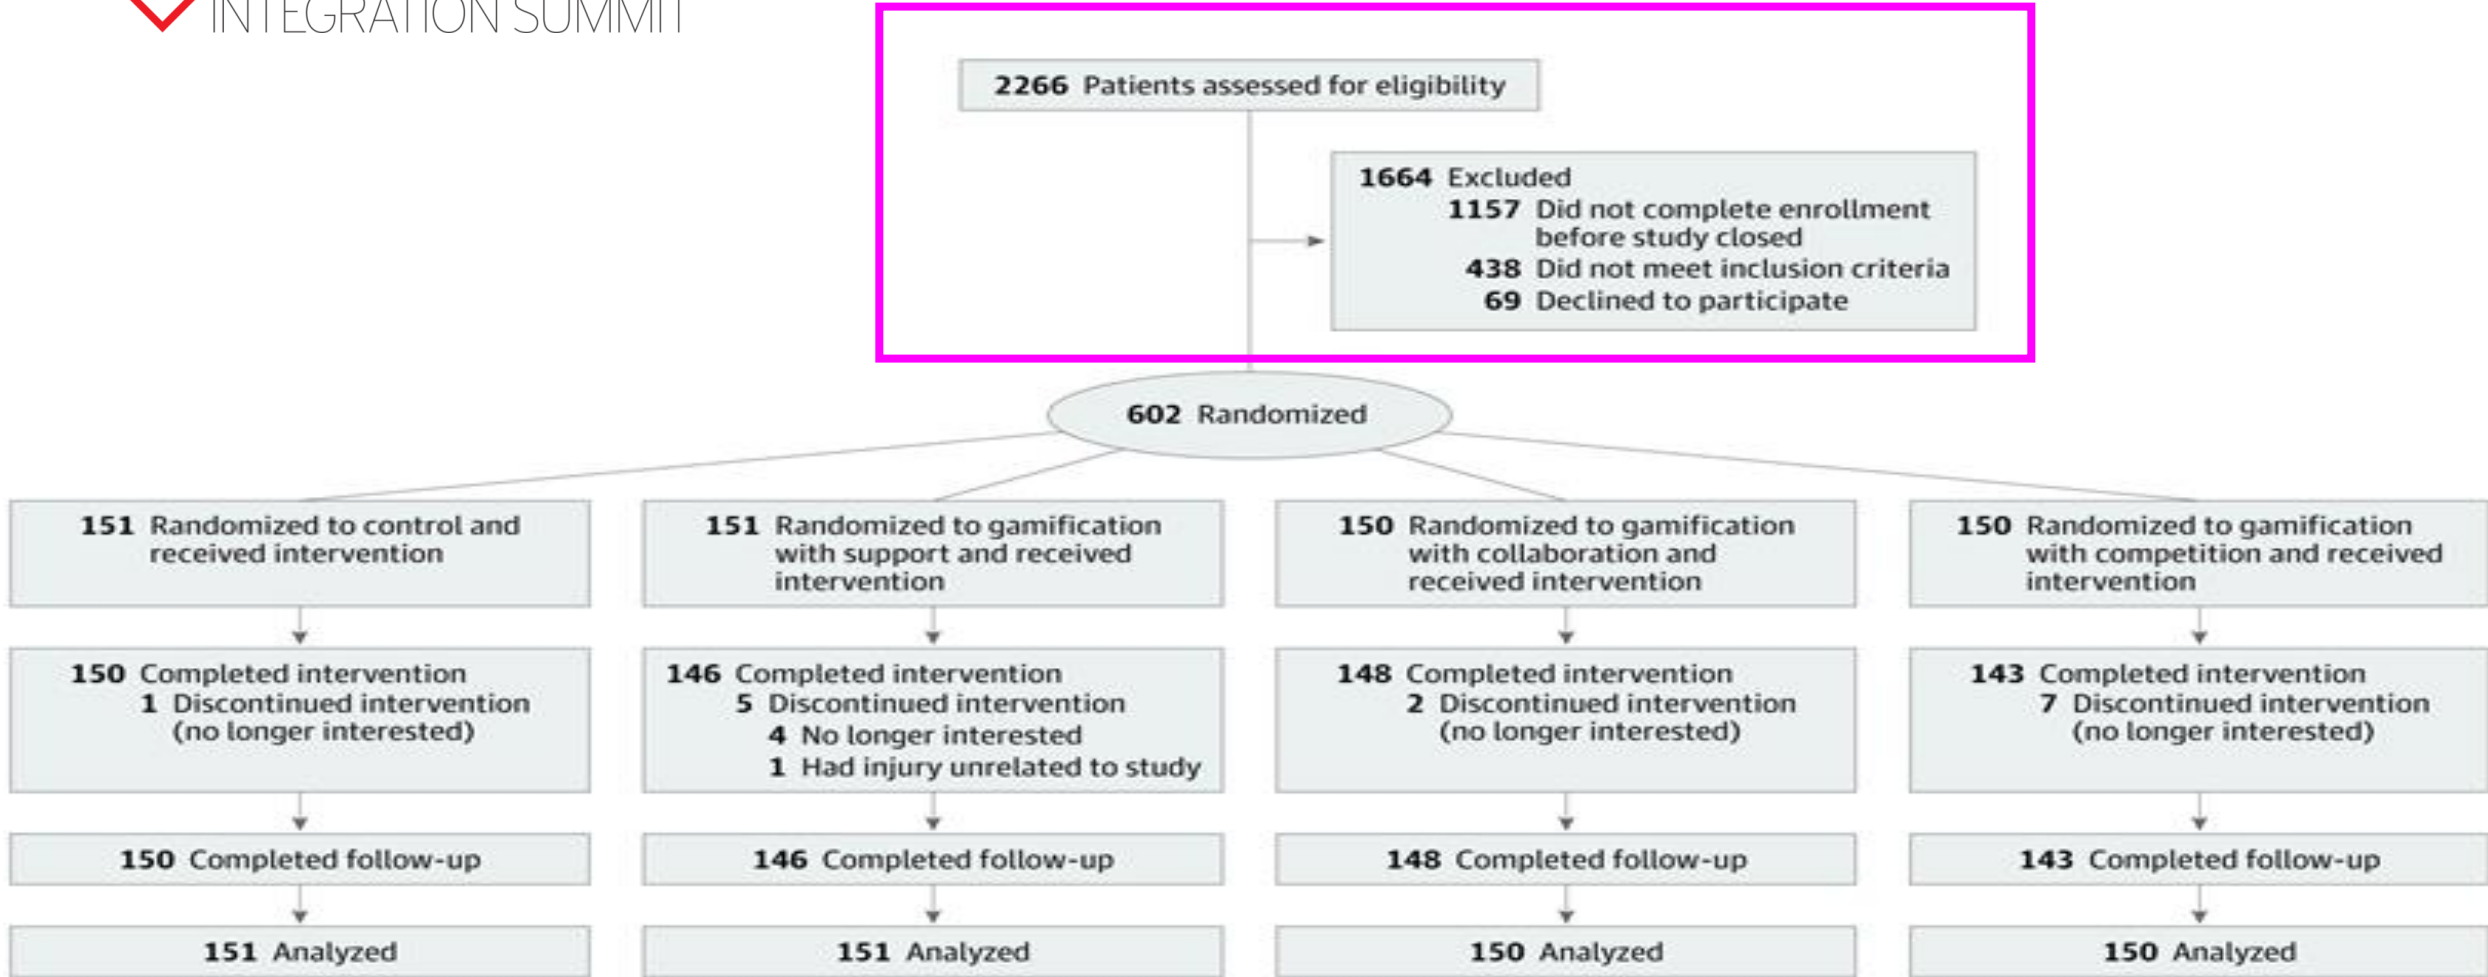 INTEGRATION SUMMIT
2266 Patients assessed for eligibility
1664 Excluded
1157 Did not complete enrollment
before study closed
438 Did not meet inclusion criteria
69 Declined to participate
602 Randomized
151 Randomized to control and
received intervention
151 Randomized to gamification
with support and received
intervention
150 Randomized to gamification
with collaboration and
received intervention
150 Randomized to gamification
with competition and received
intervention
150 Completed intervention
1 Discontinued intervention
(no longer interested)
146 Completed intervention
5 Discontinued intervention
4 No longer interested
1 Had injury unrelated to study
148 Completed intervention
2 Discontinued intervention
(no longer interested)
143 Completed intervention
7 Discontinued intervention
(no longer interested)
150 Completed follow-up
146 Completed follow-up
148 Completed follow-up
143 Completed follow-up
151 Analyzed
151 Analyzed
150 Analyzed
150 Analyzed